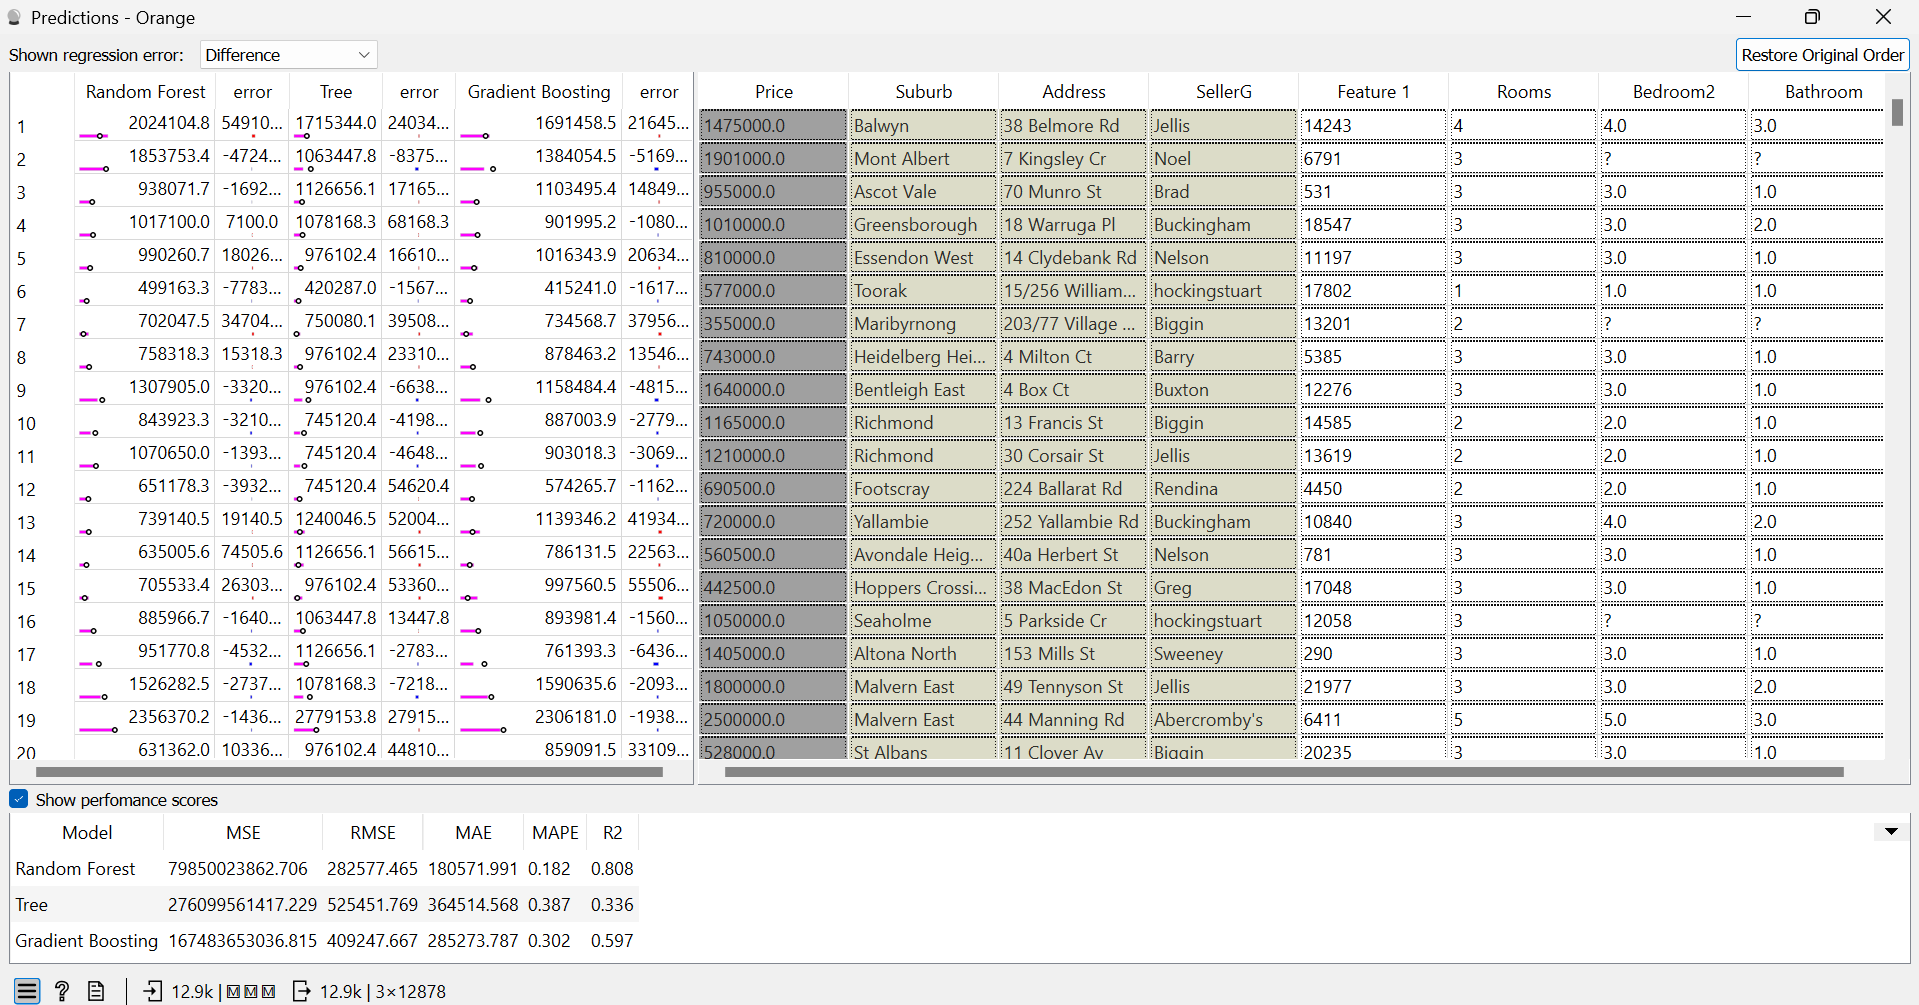 Predictions - Orange
Shown regression error: Difference Restore Original Order
Random Forest error Tree error Gradient Boosting error Price Suburb Address SellerG Feature 1 Rooms Bedroom2 Bathroom
1 2024104.8 54910... 1715344.0 24034... 1691458.5 21645... 1475000.0 Balwyn 38 Belmore Rd Jellis 14243 4 4.0 3.0
2 1853753.4 -4724... 1063447.8 -8375... 1384054.5 -5169... 1901000.0 Mont Albert 7 Kingsley Cr Noel 6791 3 ? ?
3 938071.7 -1692... 1126656.1 17165... 1103495.4 14849... 955000.0 Ascot Vale 70 Munro St Brad 531 3 3.0 1.0
4 1017100.0 7100.0 1078168.3 68168.3 901995.2 -1080... 1010000.0 Greensborough 18 Warruga Pl Buckingham 18547 3 3.0 2.0
5 990260.7 18026... 976102.4 16610... 1016343.9 20634... 810000.0 Essendon West 14 Clydebank Rd Nelson 11197 3 3.0 1.0
6 499163.3 -7783... 420287.0 -1567... 415241.0 -1617... 577000.0 Toorak 15/256 William... hockingstuart 17802 1 1.0 1.0
7 702047.5 34704... 750080.1 39508... 734568.7 37956... 355000.0 Maribyrnong 203/77 Village ... Biggin 13201 2 ? ?
8 758318.3 15318.3 976102.4 23310... 878463.2 13546... 743000.0 Heidelberg Hei... 4 Milton Ct Barry 5385 3 3.0 1.0
9 1307905.0 -3320... 976102.4 -6638... 1158484.4 -4815... 1640000.0 Bentleigh East 4 Box Ct Buxton 12276 3 3.0 1.0
10 843923.3 -3210... 745120.4 -4198... 887003.9 -2779... 1165000.0 Richmond 13 Francis St Biggin 14585 2 2.0 1.0
11 1070650.0 -1393... 745120.4 -4648... 903018.3 -3069... 1210000.0 Richmond 30 Corsair St Jellis 13619 2 2.0 1.0
12 651178.3 -3932... 745120.4 54620.4 574265.7 -1162... 690500.0 Footscray 224 Ballarat Rd Rendina 4450 2 2.0 1.0
13 739140.5 19140.5 1240046.5 52004... 1139346.2 41934... 720000.0 Yallambie 252 Yallambie Rd Buckingham 10840 3 4.0 2.0
14 635005.6 74505.6 1126656.1 56615... 786131.5 22563... 560500.0 Avondale Heig... 40a Herbert St Nelson 781 3 3.0 1.0
15 705533.4 26303... 976102.4 53360... 997560.5 55506... 442500.0 Hoppers Crossi... 38 MacEdon St Greg 17048 3 3.0 1.0
16 885966.7 -1640... 1063447.8 13447.8 893981.4 -1560... 1050000.0 Seaholme 5 Parkside Cr hockingstuart 12058 3 ? ?
17 951770.8 -4532... 1126656.1 -2783... 761393.3 -6436... 1405000.0 Altona North 153 Mills St Sweeney 290 3 3.0 1.0
18 1526282.5 -2737... 1078168.3 -7218... 1590635.6 -2093... 1800000.0 Malvern East 49 Tennyson St Jellis 21977 3 3.0 2.0
19 2356370.2 -1436... 2779153.8 27915... 2306181.0 -1938... 2500000.0 Malvern East 44 Manning Rd Abercromby's 6411 5 5.0 3.0
20 631362.0 10336... 976102.4 44810... 859091.5 33109... 528000.0 St Albans 11 Clover Av Biggin 20235 3 3.0 1.0
Show perfomance scores
Model MSE RMSE MAE MAPE R2
Random Forest 79850023862.706 282577.465 180571.991 0.182 0.808
Tree 276099561417.229 525451.769 364514.568 0.387 0.336
Gradient Boosting 167483653036.815 409247.667 285273.787 0.302 0.597
? 12.9k | M M M 12.9k | 3×12878